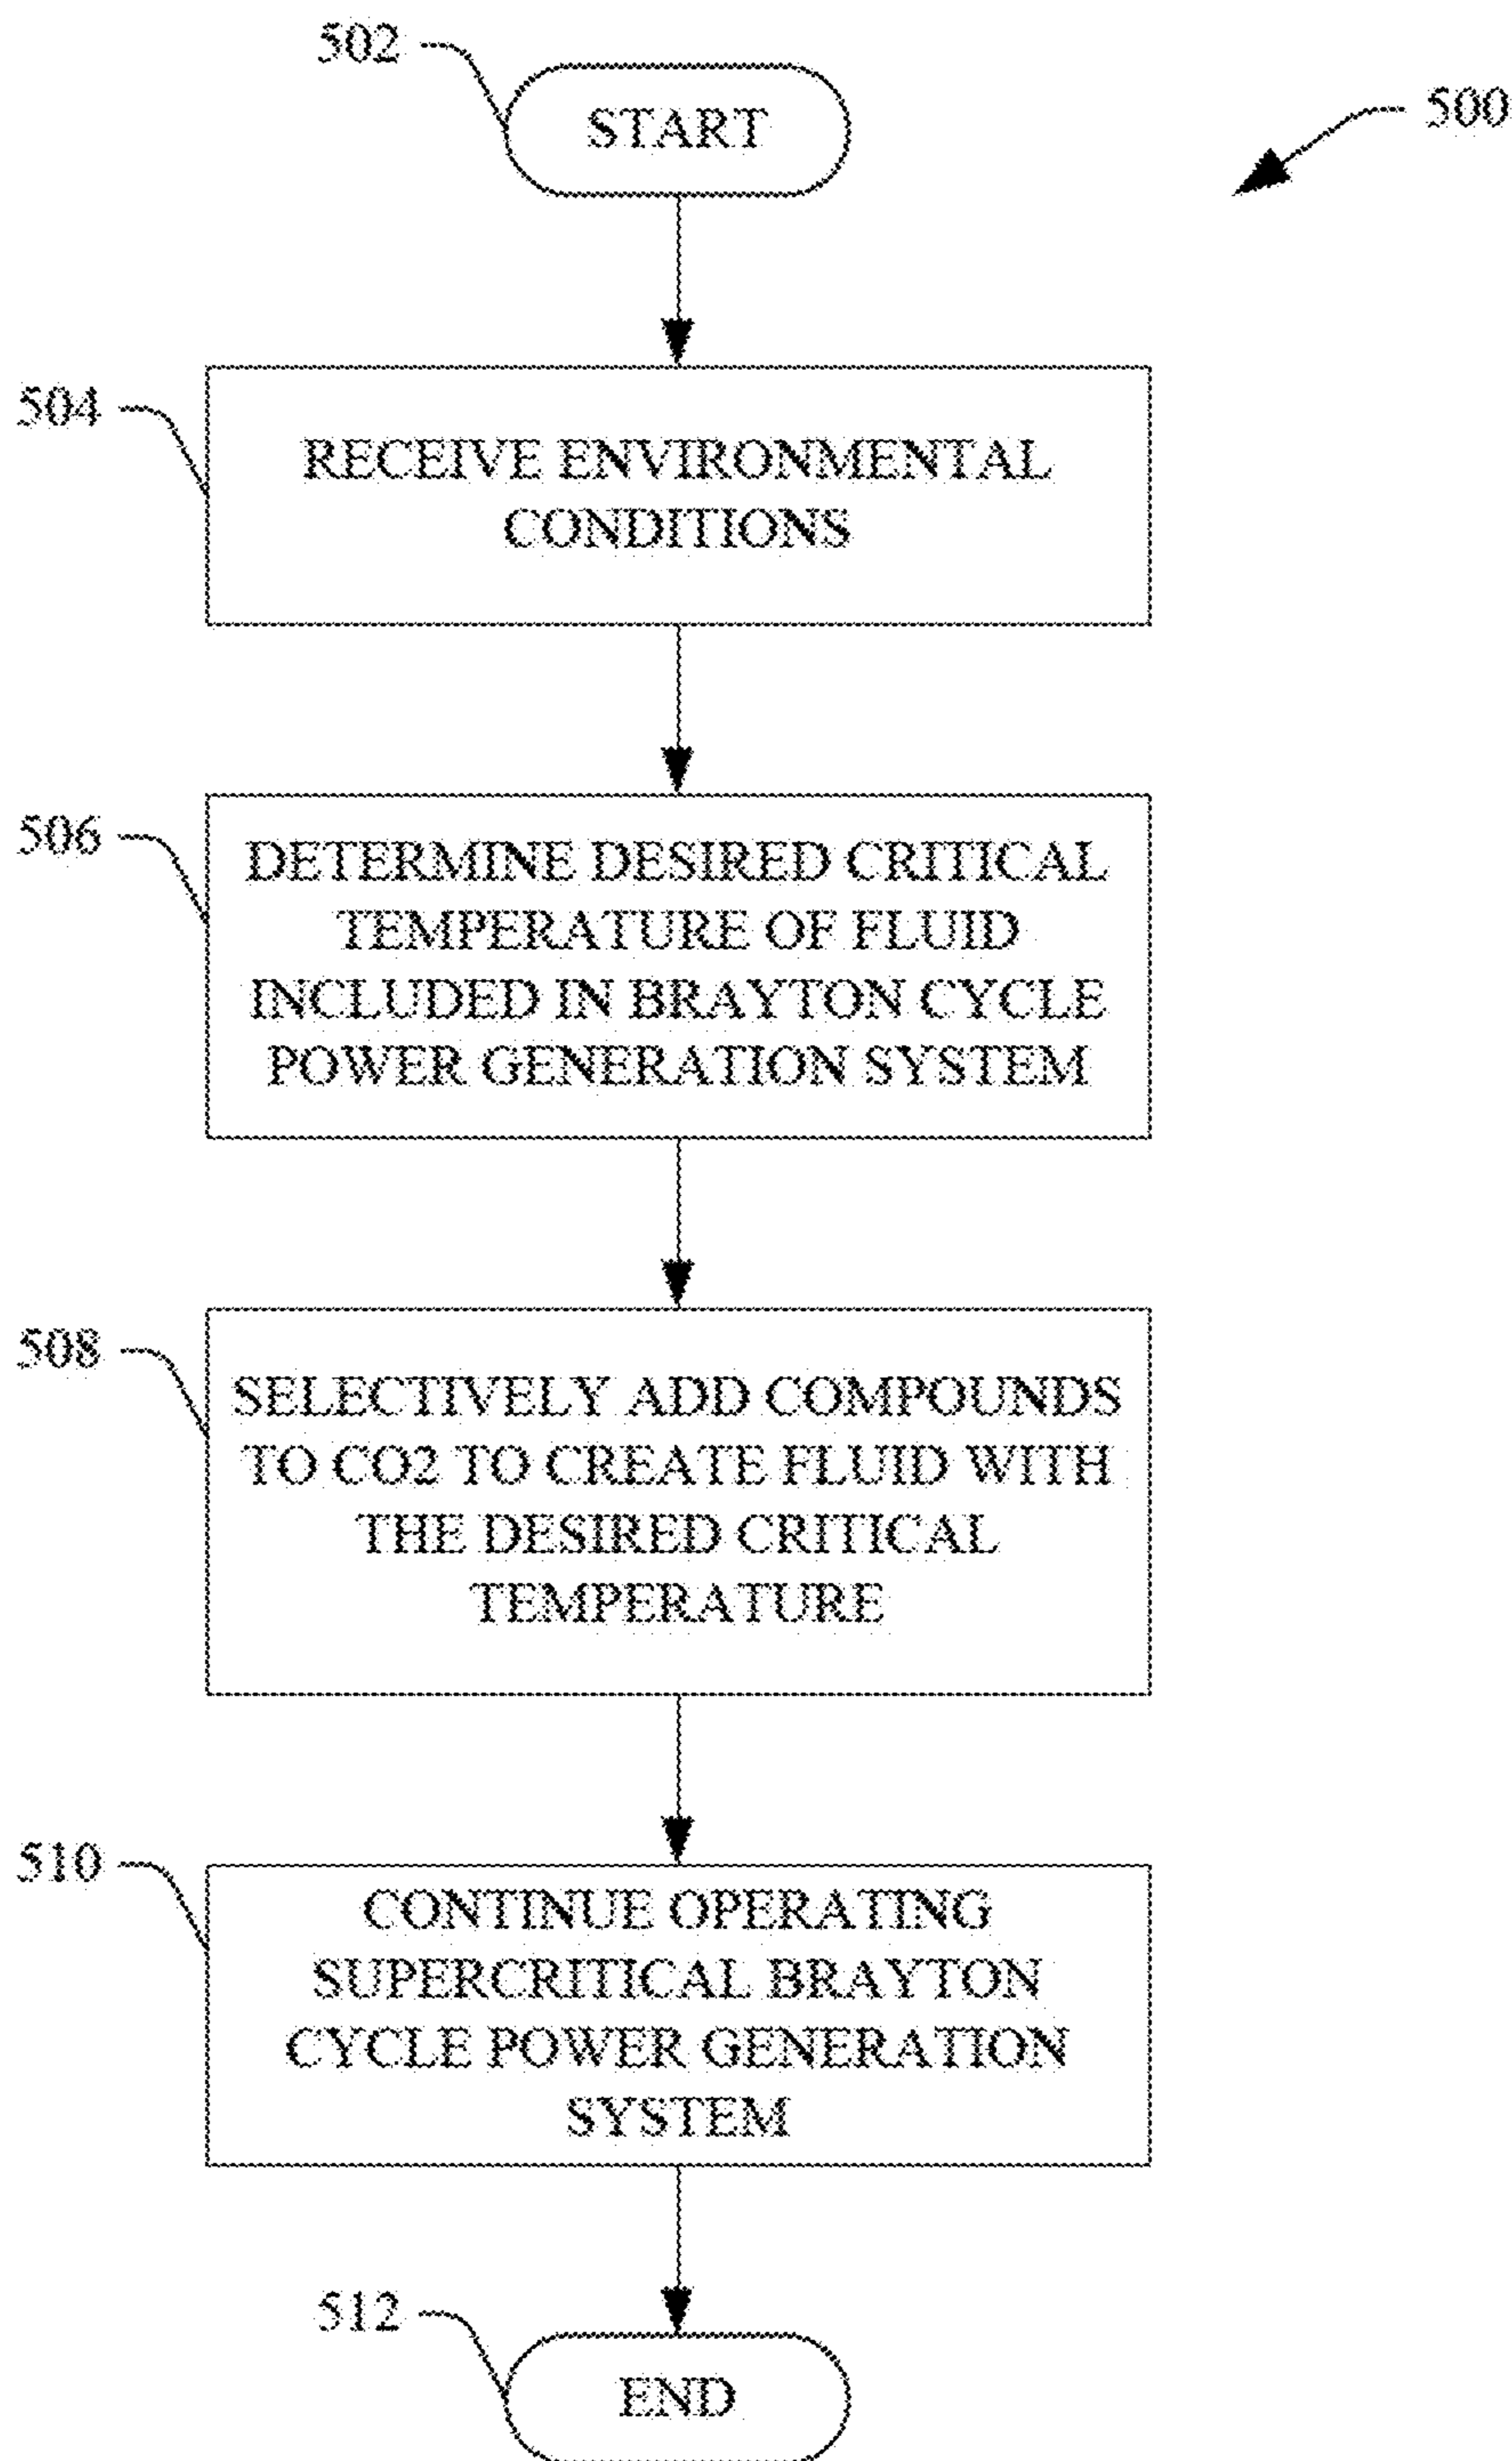 502
START
500
504
RECEIVE ENVIRONMENTAL
CONDITIONS
506
DETERMINE DESIRED CRITICAL
TEMPERATURE OF FLUID
INCLUDED IN BRAYTON CYCLE
POWER GENERATION SYSTEM
508
SELECTIVELY ADD COMPOUNDS
TO CO2 TO CREATE FLUID WITH
THE DESIRED CRITICAL
TEMPERATURE
510
CONTINUE OPERATING
SUPERCRITICAL BRAYTON
CYCLE POWER GENERATION
SYSTEM
512
END